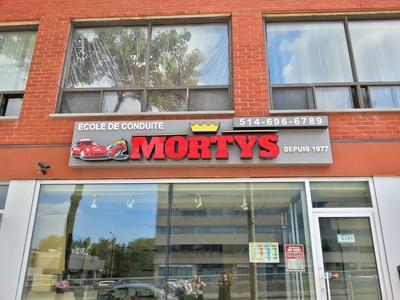 ECOLE DE CONDUITE
514-696-6789
MORTYS
DEPUIS 1977